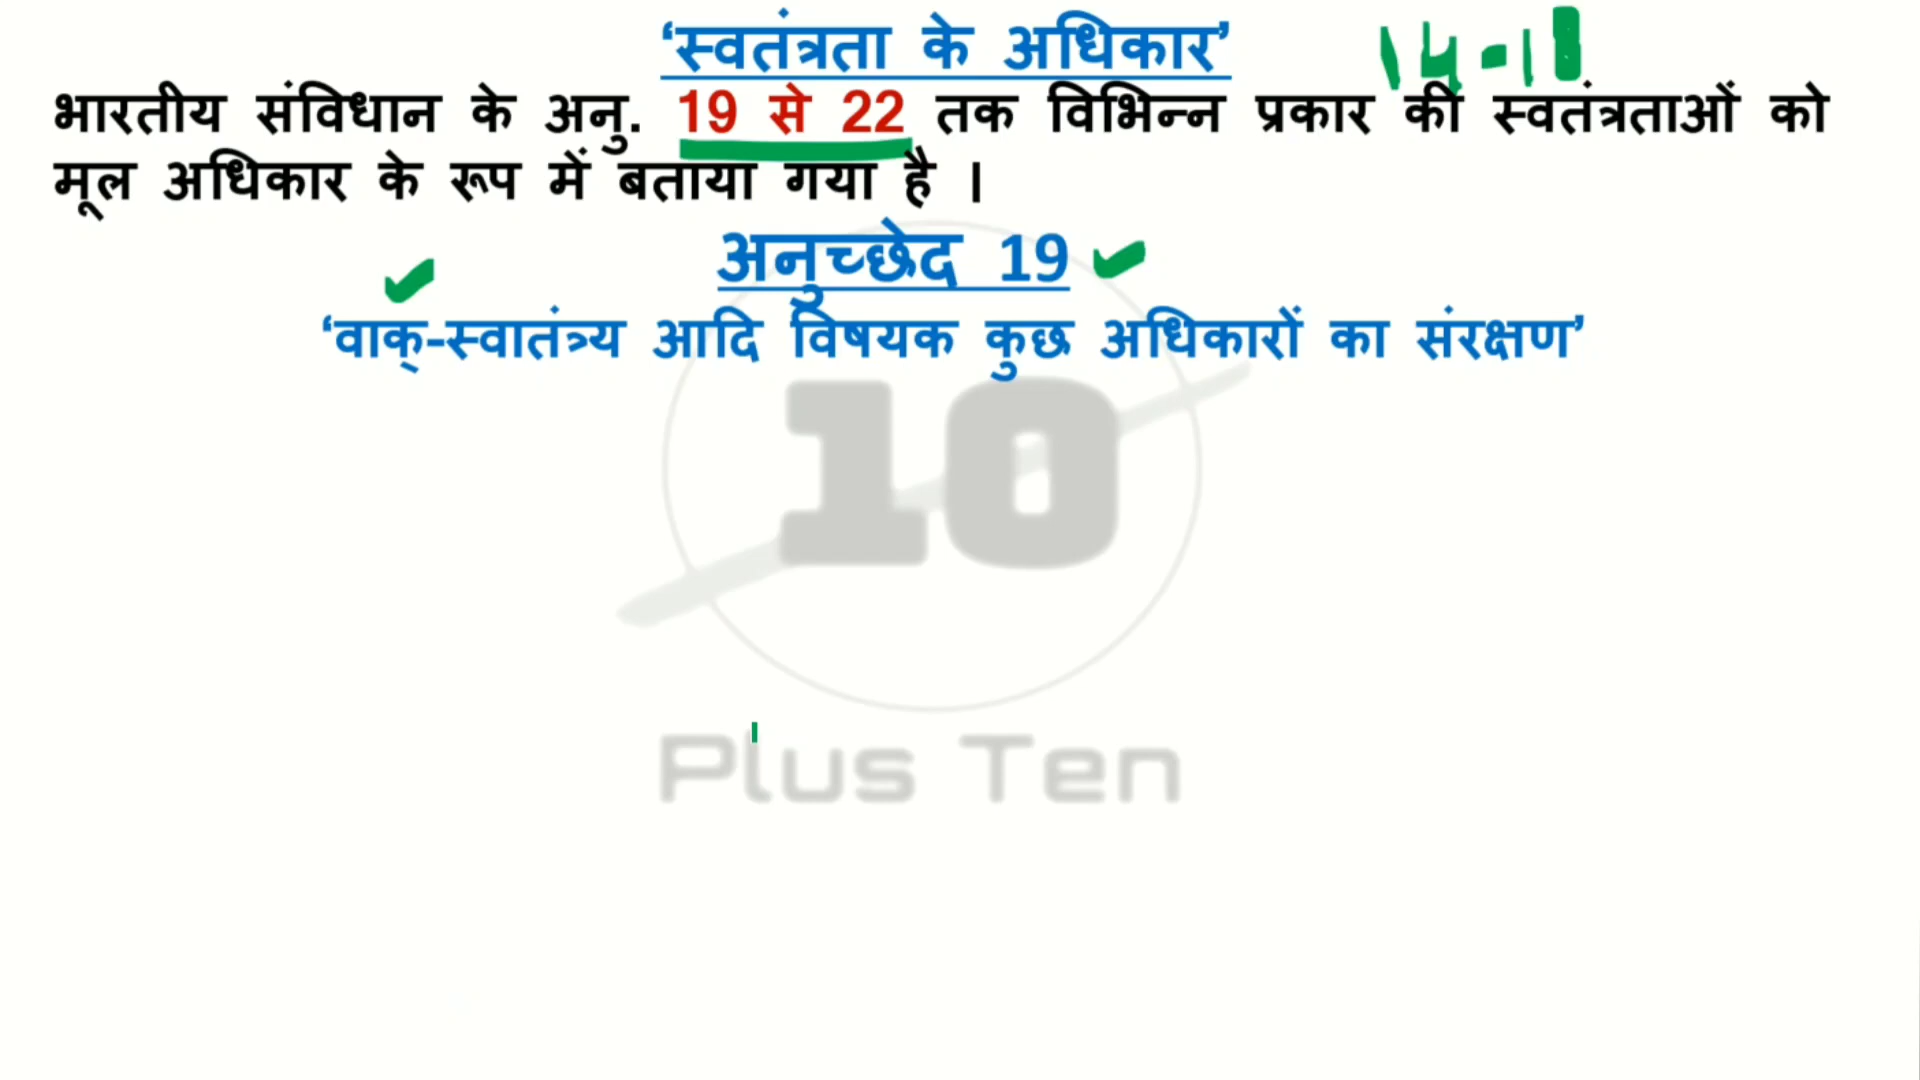 ‘स्वतंत्रता के अधिकार’ 14-18
भारतीय संविधान के अनु. 19 से 22 तक विभिन्न प्रकार की स्वतंत्रताओं को
मूल अधिकार के रूप में बताया गया है ।
अनुच्छेद 19
‘वाक्-स्वातंत्र्य आदि विषयक कुछ अधिकारों का संरक्षण’
10
Plus Ten